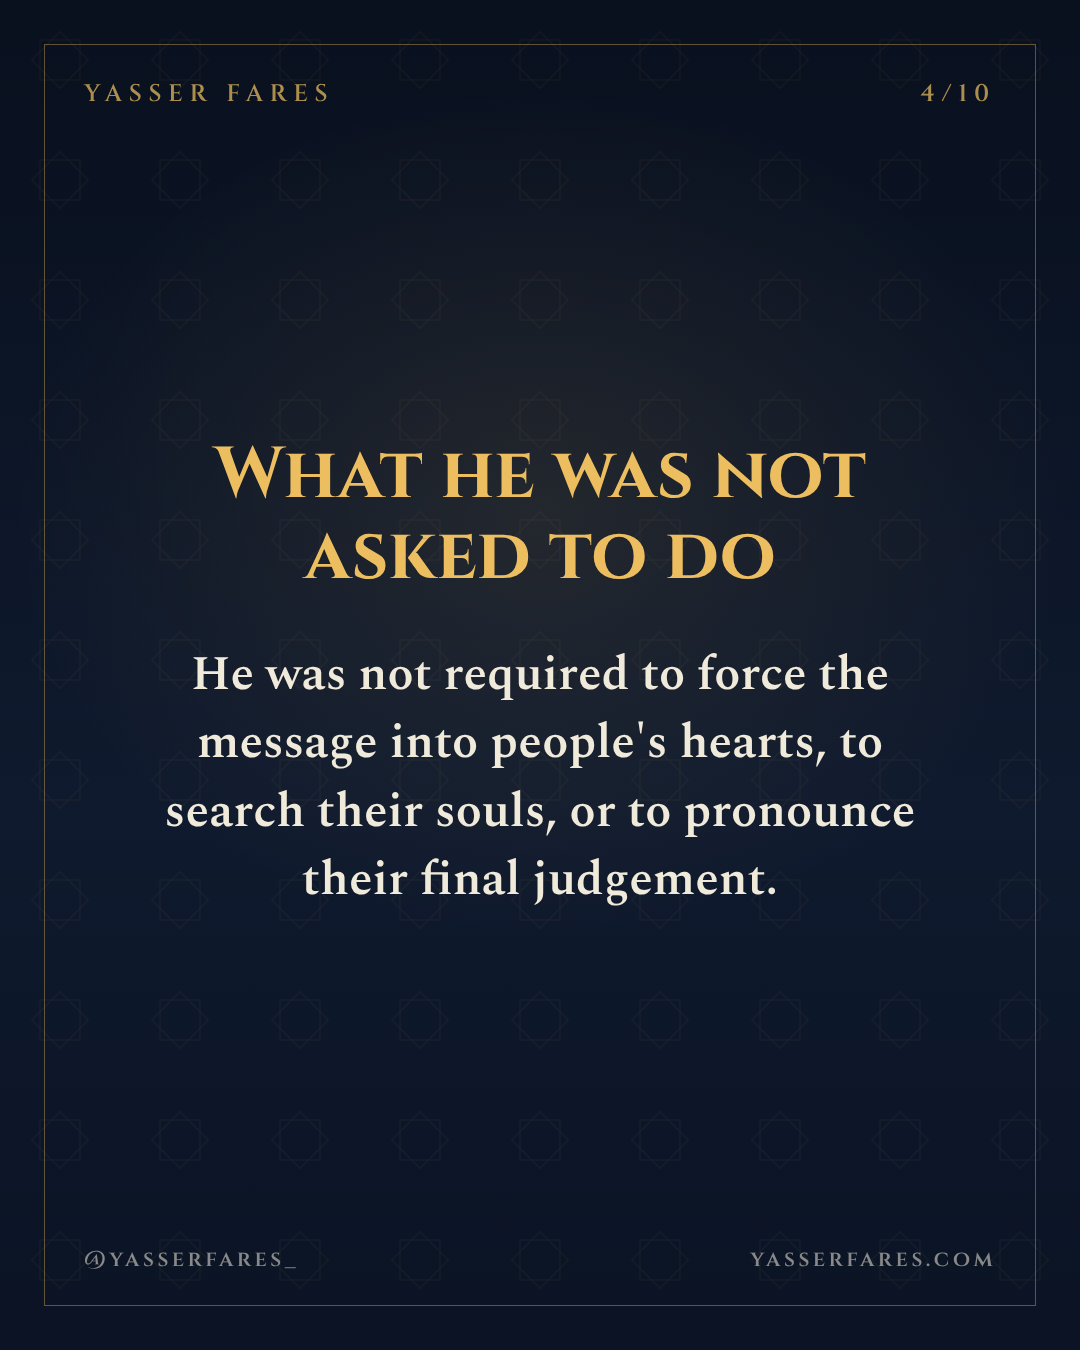 YASSER FARES
4/10
What he was not
asked to do
He was not required to force the
message into people's hearts, to
search their souls, or to pronounce
their final judgement.
@YASSERFARES_
YASSERFARES.COM